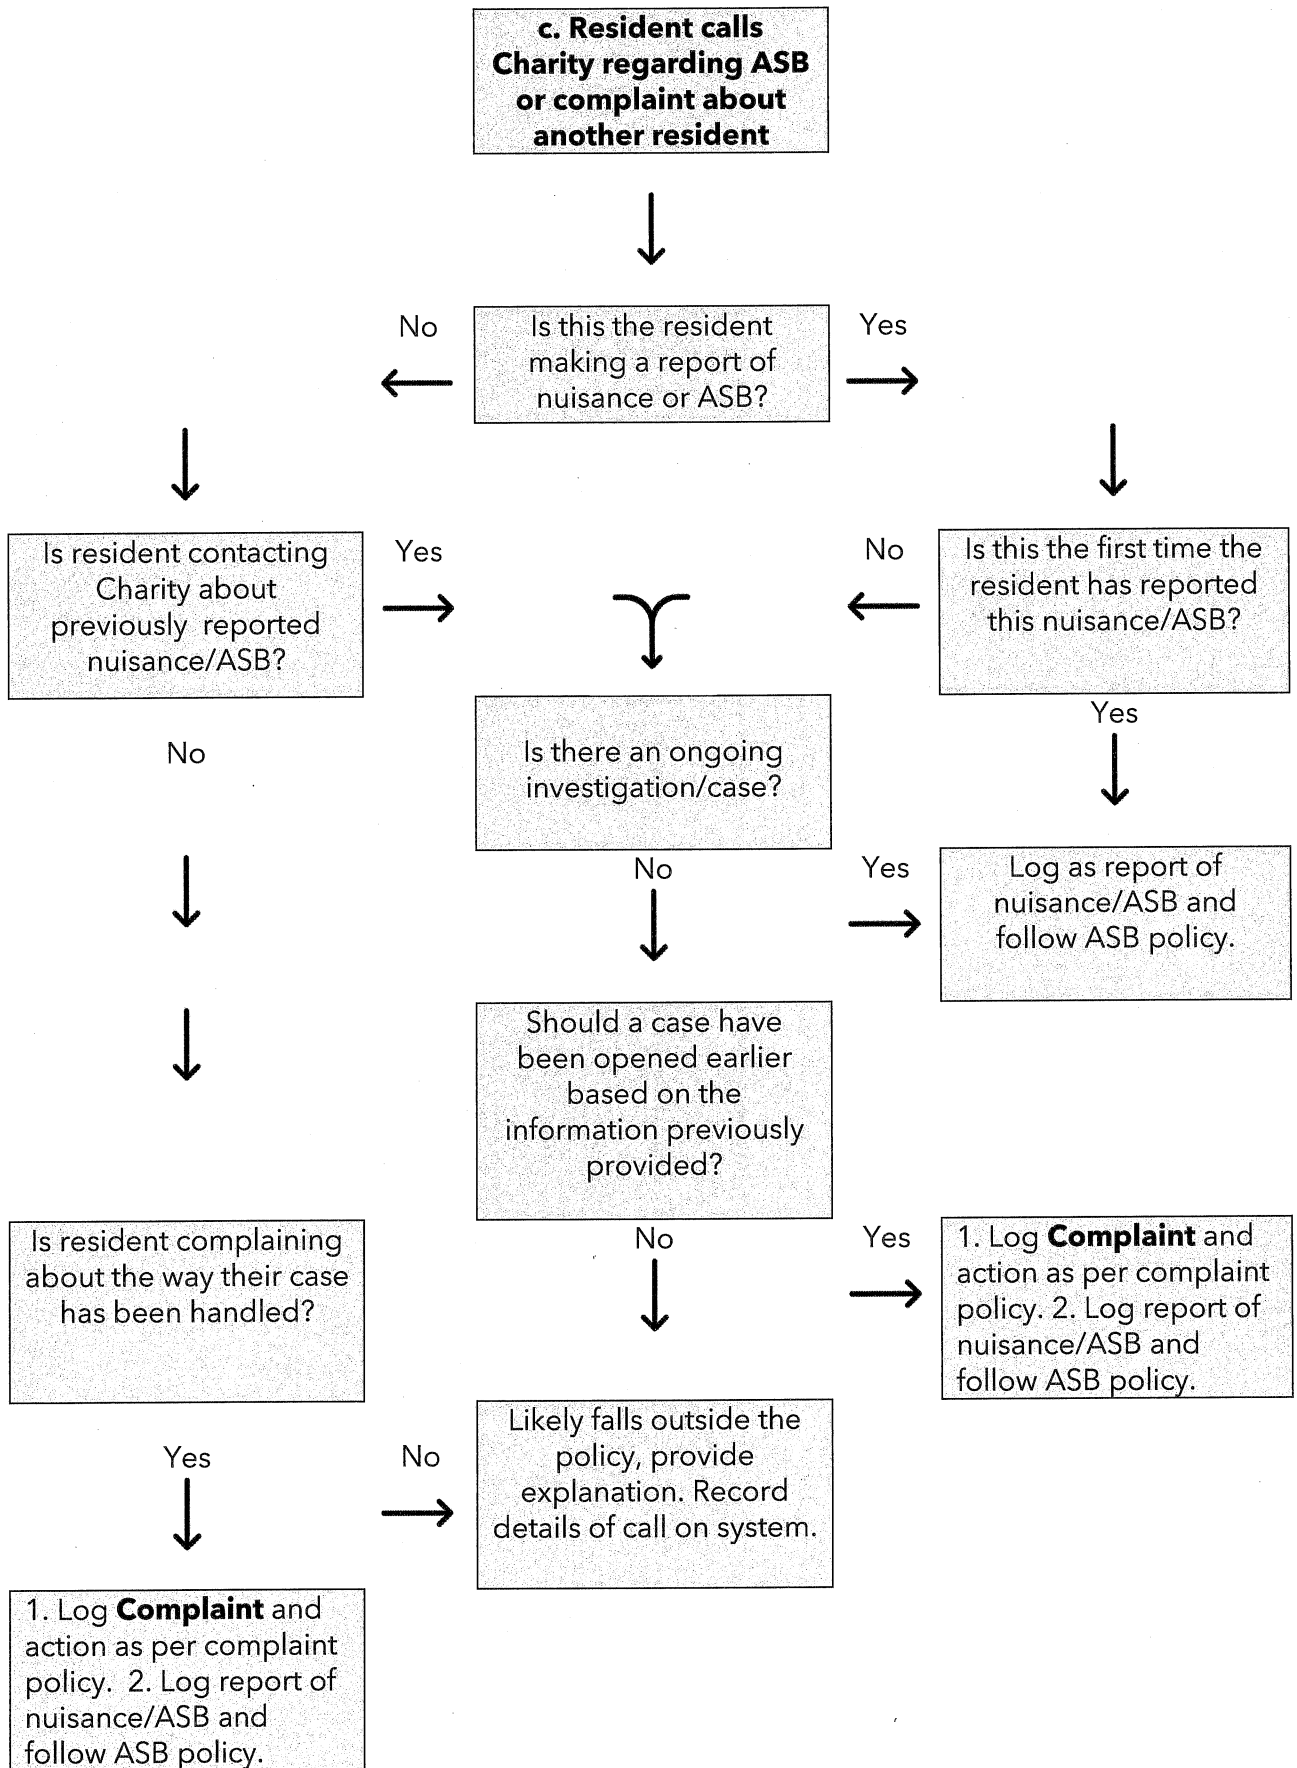 c. Resident calls
Charity regarding ASB
or complaint about
another resident
No
Is this the resident
making a report of
nuisance or ASB?
Yes
Is resident contacting
Charity about
previously reported
nuisance/ASB?
Yes
No
Is this the first time the
resident has reported
this nuisance/ASB?
Yes
No
Is there an ongoing
investigation/case?
No
Yes
Log as report of
nuisance/ASB and
follow ASB policy.
Should a case have
been opened earlier
based on the
information previously
provided?
No
Yes
1. Log Complaint and
action as per complaint
policy. 2. Log report of
nuisance/ASB and
follow ASB policy.
Is resident complaining
about the way their case
has been handled?
Yes
No
Likely falls outside the
policy, provide
explanation. Record
details of call on system.
1. Log Complaint and
action as per complaint
policy. 2. Log report of
nuisance/ASB and
follow ASB policy.